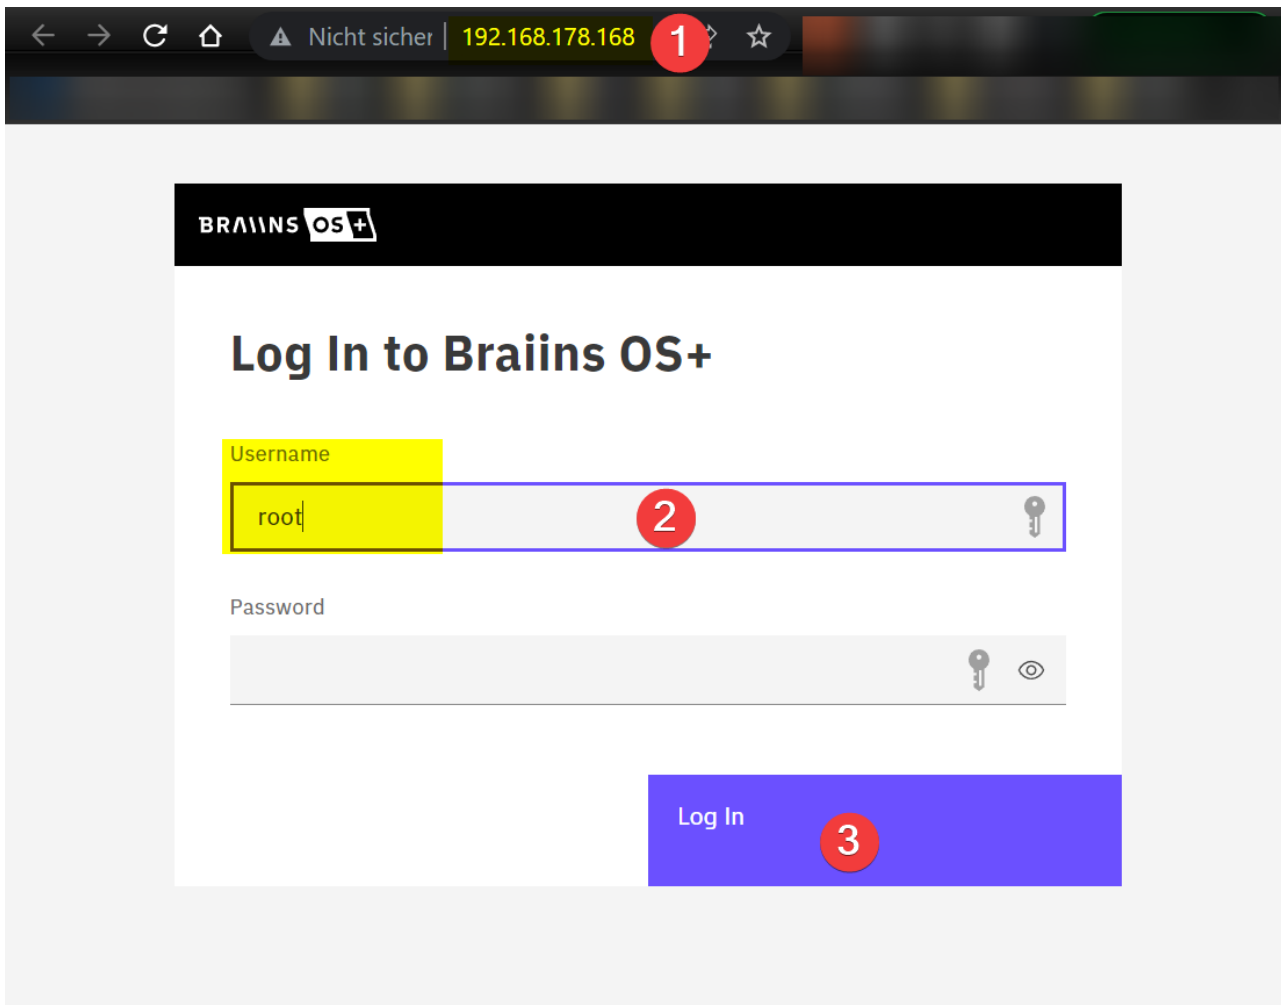 Nicht sicher 192.168.178.168 1
BRAIINS OS+
Log In to Braiins OS+
Username
root 2
Password
Log In
3